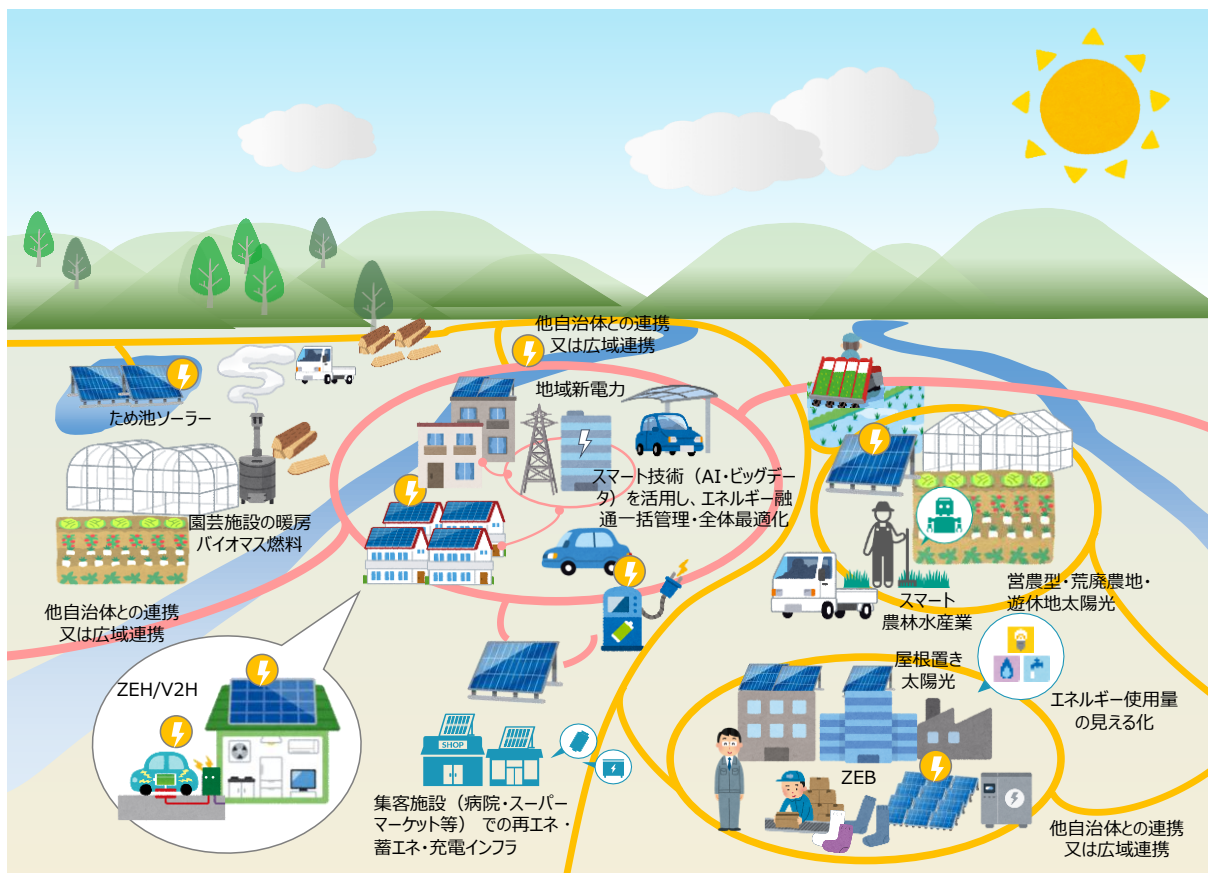 他自治体との連携
又は広域連携
地域新電力
ため池ソーラー
スマート技術（AI・ビッグデー
タ）を活用し、エネルギー融
通一括管理・全体最適化
園芸施設の暖房
バイオマス燃料
他自治体との連携
又は広域連携
スマート
農林水産業
営農型・荒廃農地・
遊休地太陽光
ZEH/V2H
屋根置き
太陽光
エネルギー使用量
の見える化
SHOP
ZEB
集客施設（病院・スーパー
マーケット等） での再エネ・
蓄エネ・充電インフラ
他自治体との連携
又は広域連携